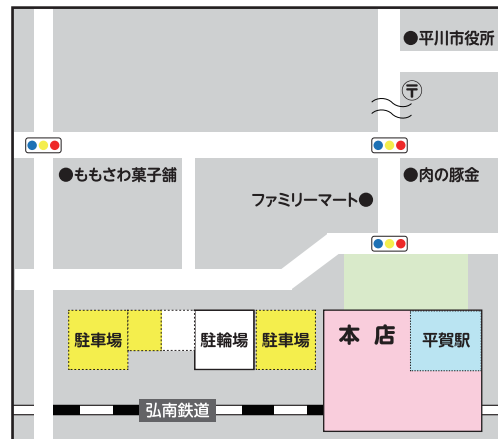 ●平川市役所
〒
●ももさわ菓子舗
●肉の豚金
ファミリーマート●
駐車場
駐輪場
駐車場
本店
平賀駅
弘南鉄道